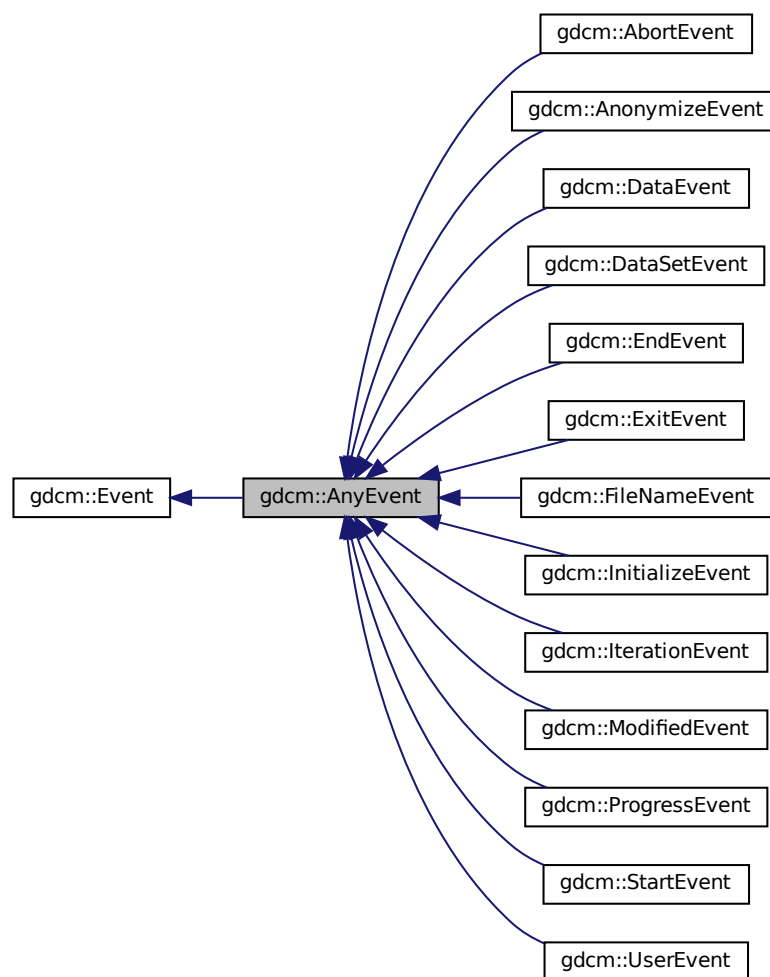 gdcm::AbortEvent
gdcm::AnonymizeEvent
gdcm::DataEvent
gdcm::DataSetEvent
gdcm::EndEvent
gdcm::ExitEvent
gdcm::Event
gdcm::AnyEvent
gdcm::FileNameEvent
gdcm::InitializeEvent
gdcm::IterationEvent
gdcm::ModifiedEvent
gdcm::ProgressEvent
gdcm::StartEvent
gdcm::UserEvent